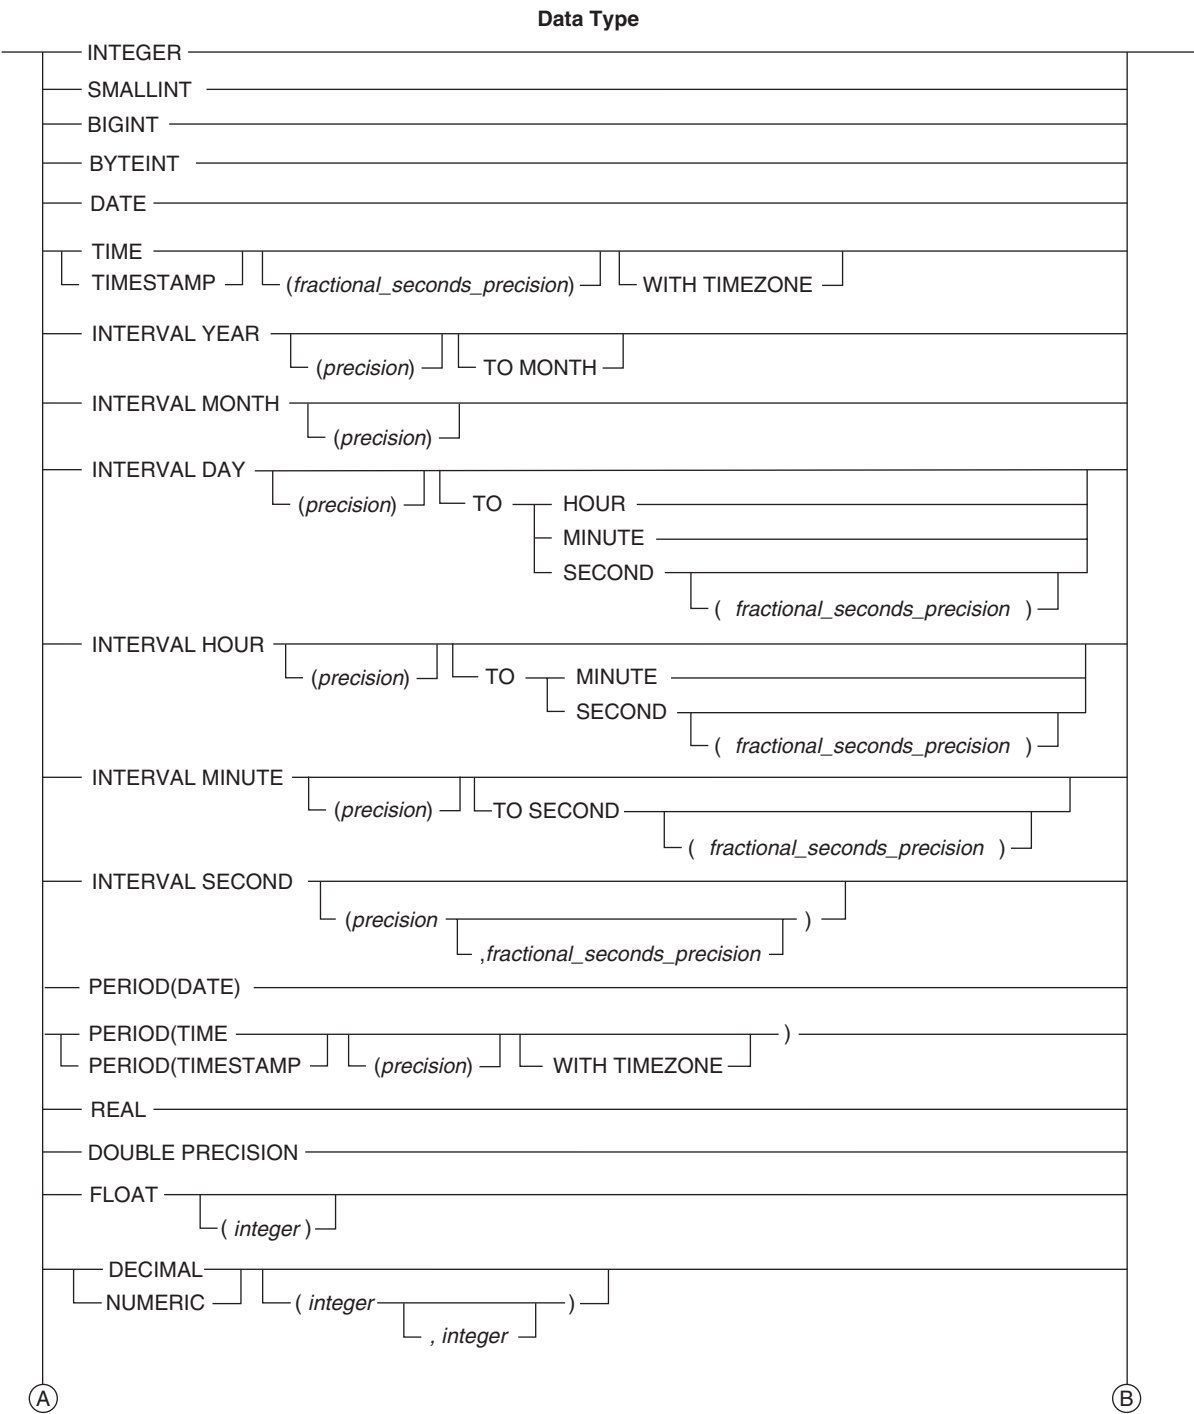 Data Type
INTEGER
SMALLINT
BIGINT
BYTEINT
DATE
TIME
TIMESTAMP
(fractional_seconds_precision)
WITH TIMEZONE
INTERVAL YEAR
(precision)
TO MONTH
INTERVAL MONTH
(precision)
INTERVAL DAY
(precision)
TO
HOUR
MINUTE
SECOND
( fractional_seconds_precision )
INTERVAL HOUR
(precision)
TO
MINUTE
SECOND
( fractional_seconds_precision )
INTERVAL MINUTE
(precision)
TO SECOND
( fractional_seconds_precision )
INTERVAL SECOND
(precision
)
,fractional_seconds_precision
PERIOD(DATE)
PERIOD(TIME
)
PERIOD(TIMESTAMP
(precision)
WITH TIMEZONE
REAL
DOUBLE PRECISION
FLOAT
( integer )
DECIMAL
NUMERIC
( integer
)
, integer
A
B